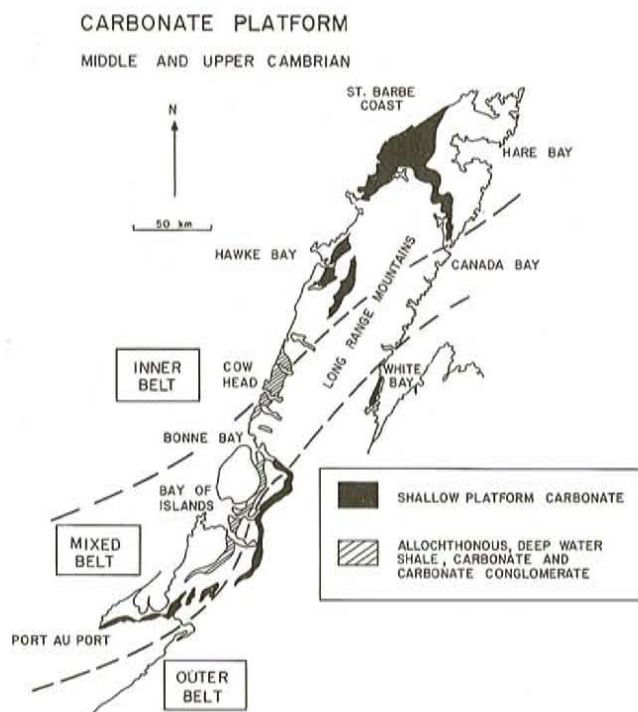 CARBONATE PLATFORM
MIDDLE AND UPPER CAMBRIAN
ST. BARBE
COAST
N
HARE BAY
50 km
HAWKE BAY
CANADA BAY
LONG RANGE MOUNTAINS
COW
HEAD
INNER
BELT
WHITE
BAY
BONNE BAY
BAY OF
ISLANDS
SHALLOW PLATFORM CARBONATE
MIXED
BELT
ALLOCHTHONOUS, DEEP WATER
SHALE, CARBONATE AND
CARBONATE CONGLOMERATE
PORT AU PORT
OUTER
BELT